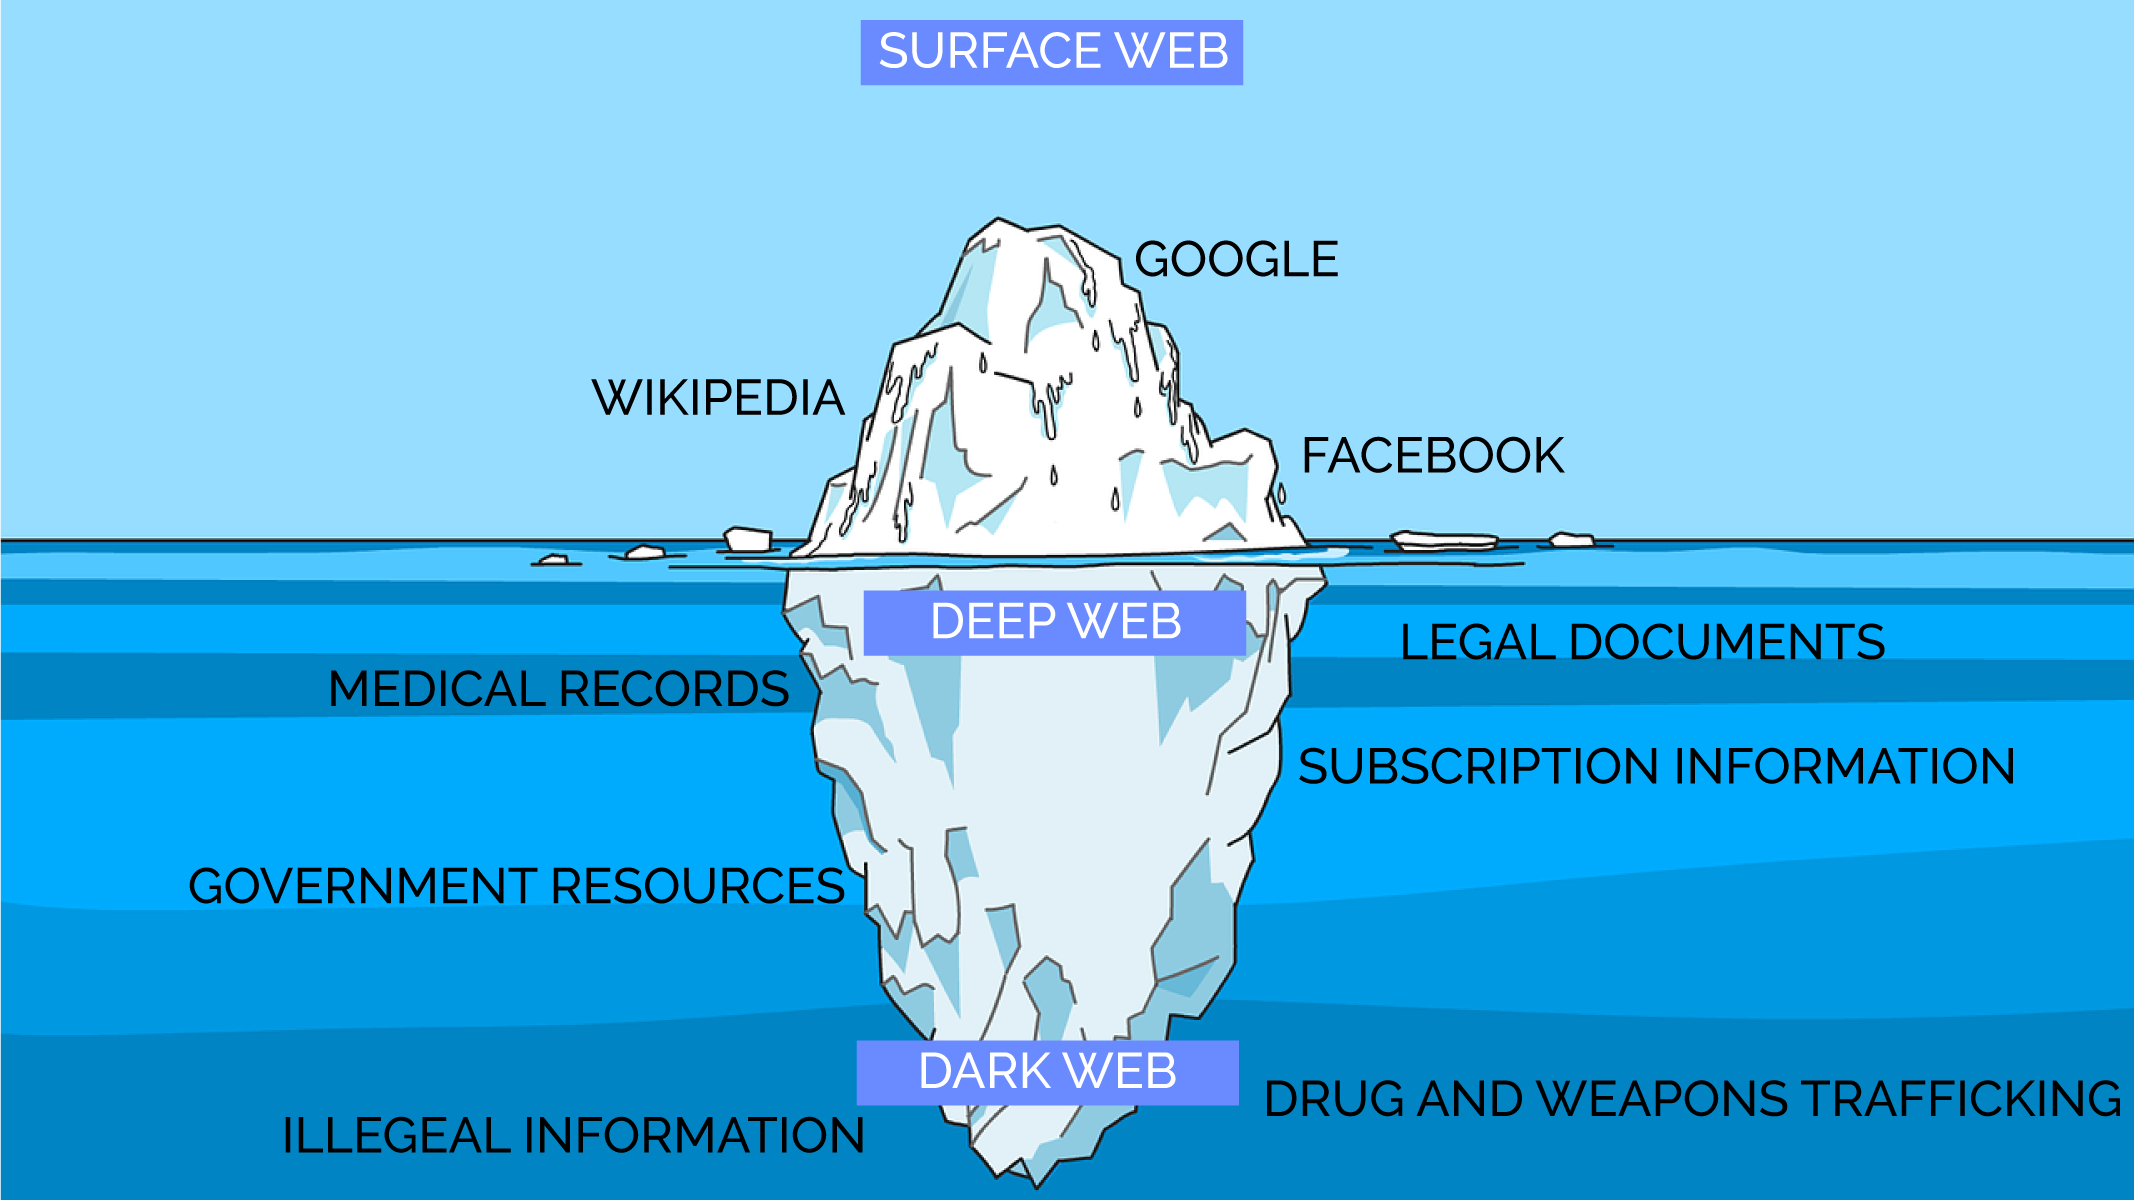 SURFACE WEB
GOOGLE
WIKIPEDIA
FACEBOOK
DEEP WEB
LEGAL DOCUMENTS
MEDICAL RECORDS
SUBSCRIPTION INFORMATION
GOVERNMENT RESOURCES
DARK WEB
DRUG AND WEAPONS TRAFFICKING
ILLEGEAL INFORMATION